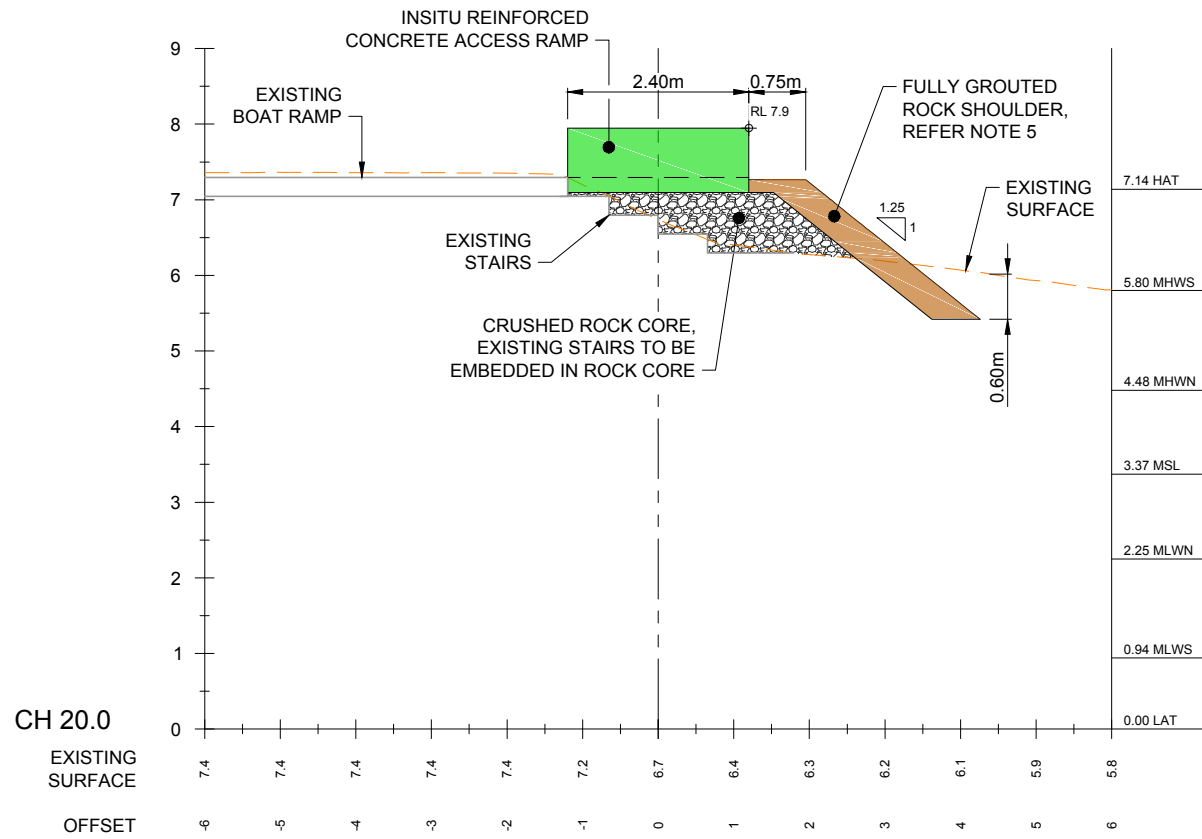 INSITU REINFORCED
CONCRETE ACCESS RAMP
9
2.40m
0.75m
EXISTING
BOAT RAMP
FULLY GROUTED
ROCK SHOULDER,
REFER NOTE 5
RL 7.9
8
7.14 HAT
7
EXISTING
SURFACE
1.25
1
EXISTING
STAIRS
6
5.80 MHWS
CRUSHED ROCK CORE,
EXISTING STAIRS TO BE
EMBEDDED IN ROCK CORE
0.60m
5
4.48 MHWN
4
3.37 MSL
3
2.25 MLWN
2
0.94 MLWS
1
0.00 LAT
0
CH 20.0
EXISTING
SURFACE
7.4 7.4 7.4 7.4 7.4 7.2 6.7 6.4 6.3 6.2 6.1 5.9 5.8
OFFSET
-6 -5 -4 -3 -2 -1 0 1 2 3 4 5 6